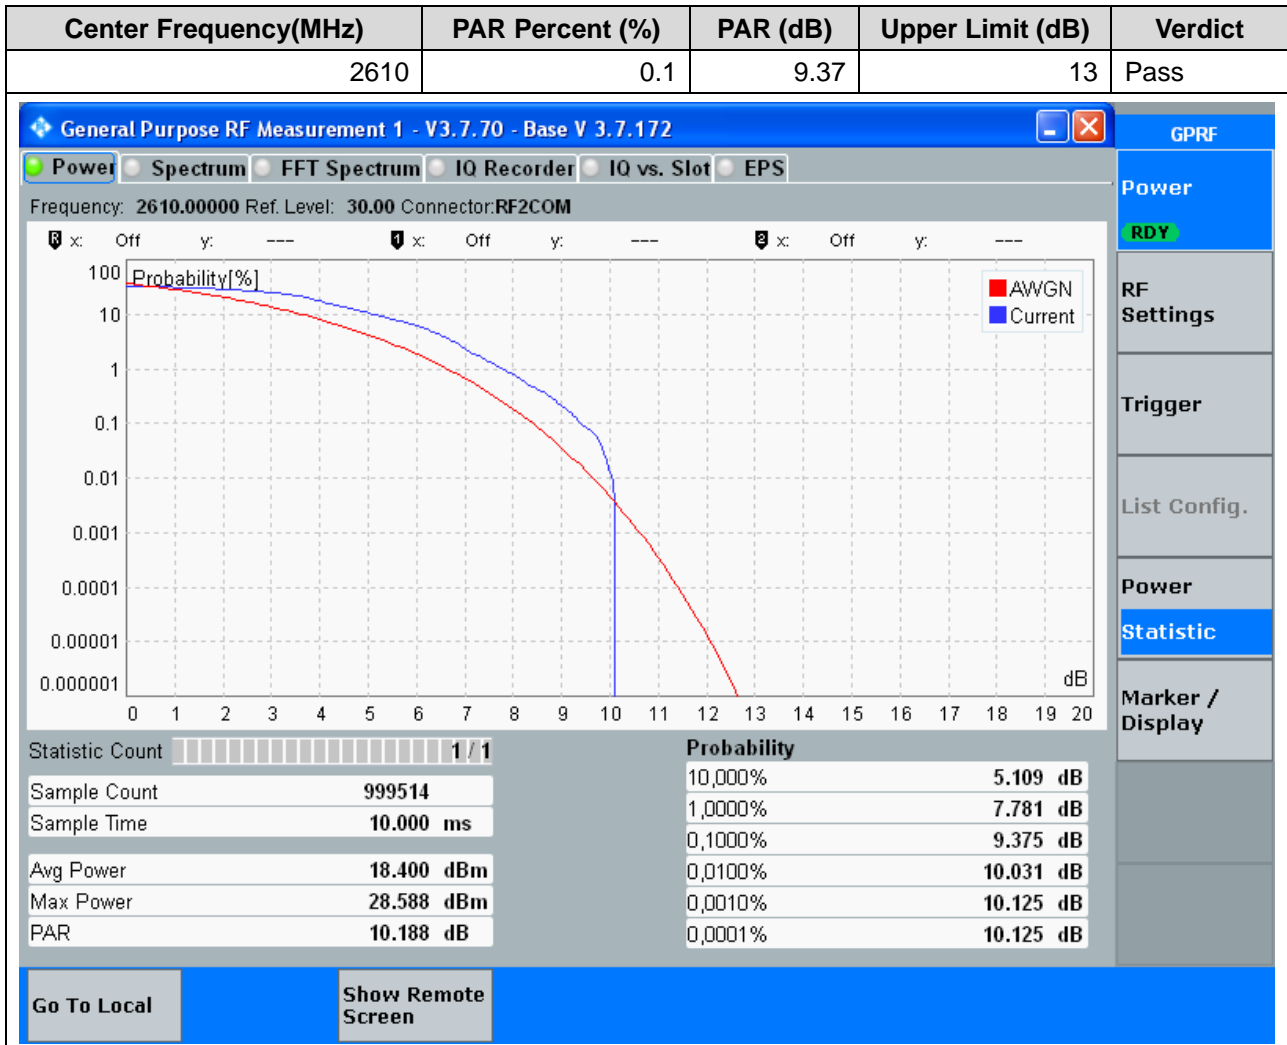 Center Frequency(MHz) PAR Percent (%) PAR (dB) Upper Limit (dB) Verdict
2610 0.1 9.37 13 Pass
General Purpose RF Measurement 1 - V3.7.70 - Base V 3.7.172
GPRF
Power Spectrum FFT Spectrum IQ Recorder IQ vs. Slot EPS
Power
RDY
Frequency: 2610.00000 Ref. Level: 30.00 Connector:RF2COM
R x: Off y: --- 1 x: Off y: --- 2 x: Off y: ---
Probability[%]
AWGN
Current
100
10
1
0.1
0.01
0.001
0.0001
0.00001
0.000001
dB
0 1 2 3 4 5 6 7 8 9 10 11 12 13 14 15 16 17 18 19 20
RF
Settings
Trigger
List Config.
Power
Statistic
Marker /
Display
Statistic Count 1 / 1
Sample Count 999514
Sample Time 10.000 ms
Avg Power 18.400 dBm
Max Power 28.588 dBm
PAR 10.188 dB
Probability
10,000% 5.109 dB
1,0000% 7.781 dB
0,1000% 9.375 dB
0,0100% 10.031 dB
0,0010% 10.125 dB
0,0001% 10.125 dB
Go To Local
Show Remote
Screen